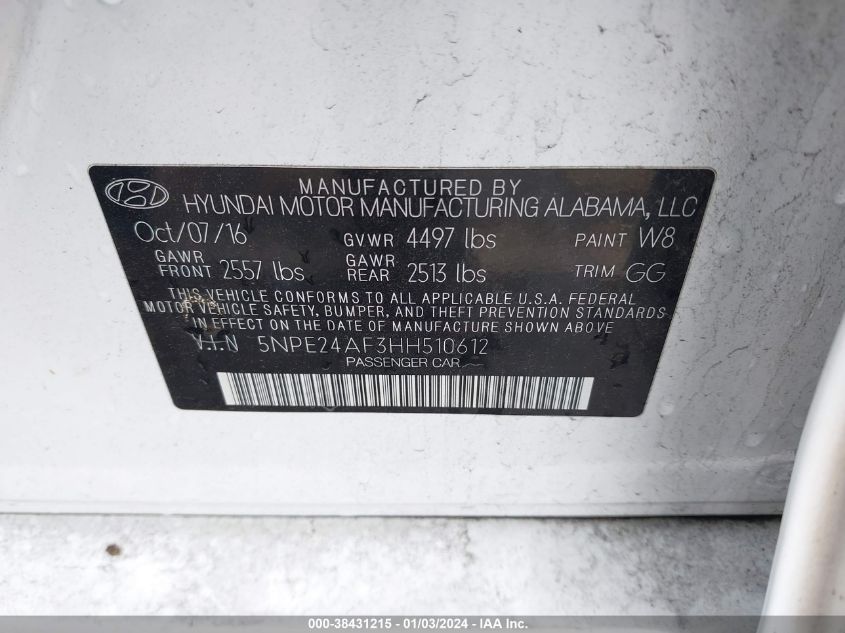 MANUFACTURED BY
HYUNDAI MOTOR MANUFACTURING ALABAMA, LLC
Oct/07/16 GVWR 4497 lbs PAINT W8
GAWR FRONT 2557 lbs GAWR REAR 2513 lbs TRIM GG
THIS VEHICLE CONFORMS TO ALL APPLICABLE U.S.A. FEDERAL
MOTOR VEHICLE SAFETY, BUMPER, AND THEFT PREVENTION STANDARDS
IN EFFECT ON THE DATE OF MANUFACTURE SHOWN ABOVE
V.I.N 5NPE24AF3HH510612
PASSENGER CAR
000-38431215 - 01/03/2024 - IAA Inc.